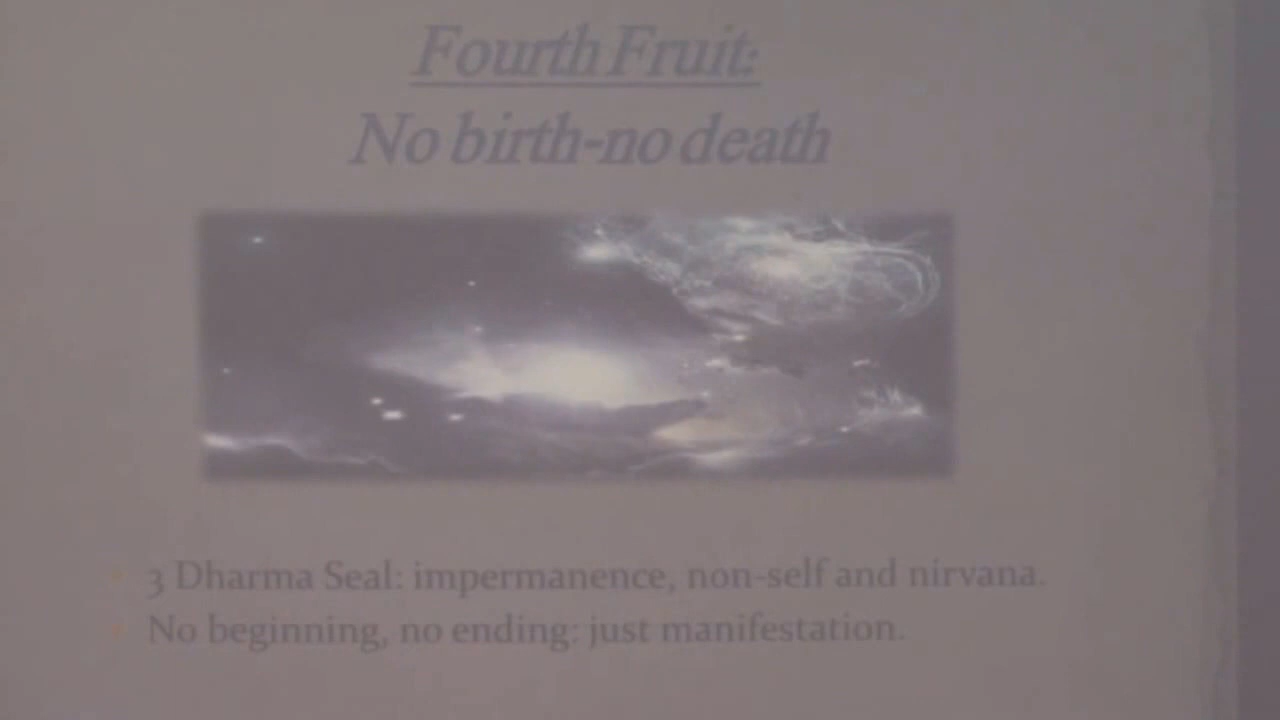 Fourth Fruit:
No birth-no death
3 Dharma Seal: impermanence, non-self and nirvana.
No beginning, no ending: just manifestation.